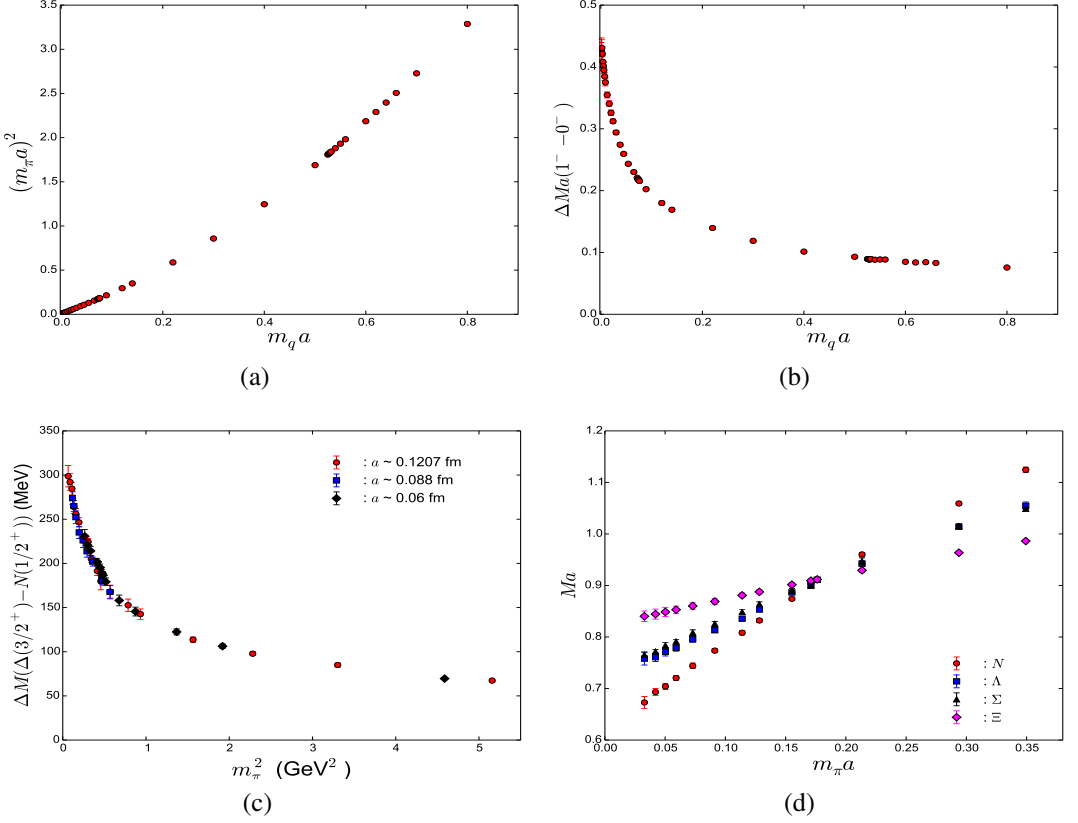 3.5
3.0
2.5
2.0
1.5
1.0
0.5
0.0
(m_π a)^2
0.0 0.2 0.4 0.6 0.8
m_q a
(a)
0.5
0.4
0.3
0.2
0.1
0.0
ΔMa(1^- −0^-)
0.0 0.2 0.4 0.6 0.8
m_q a
(b)
350
300
250
200
150
100
50
0
ΔM(Δ(3/2^+)−N(1/2^+)) (MeV)
: a ~ 0.1207 fm
: a ~ 0.088 fm
: a ~ 0.06 fm
0 1 2 3 4 5
m_π^2 (GeV^2)
(c)
1.2
1.1
1.0
0.9
0.8
0.7
0.6
Ma
: N
: Λ
: Σ
: Ξ
0.00 0.05 0.10 0.15 0.20 0.25 0.30 0.35
m_π a
(d)